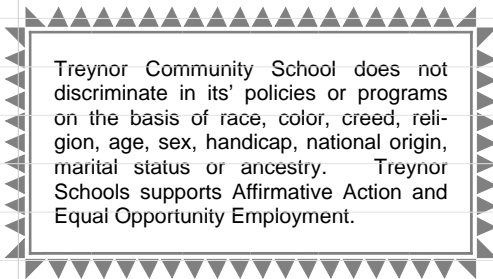 Treynor Community School does not
discriminate in its' policies or programs
on the basis of race, color, creed, reli-
gion, age, sex, handicap, national origin,
marital status or ancestry. Treynor
Schools supports Affirmative Action and
Equal Opportunity Employment.